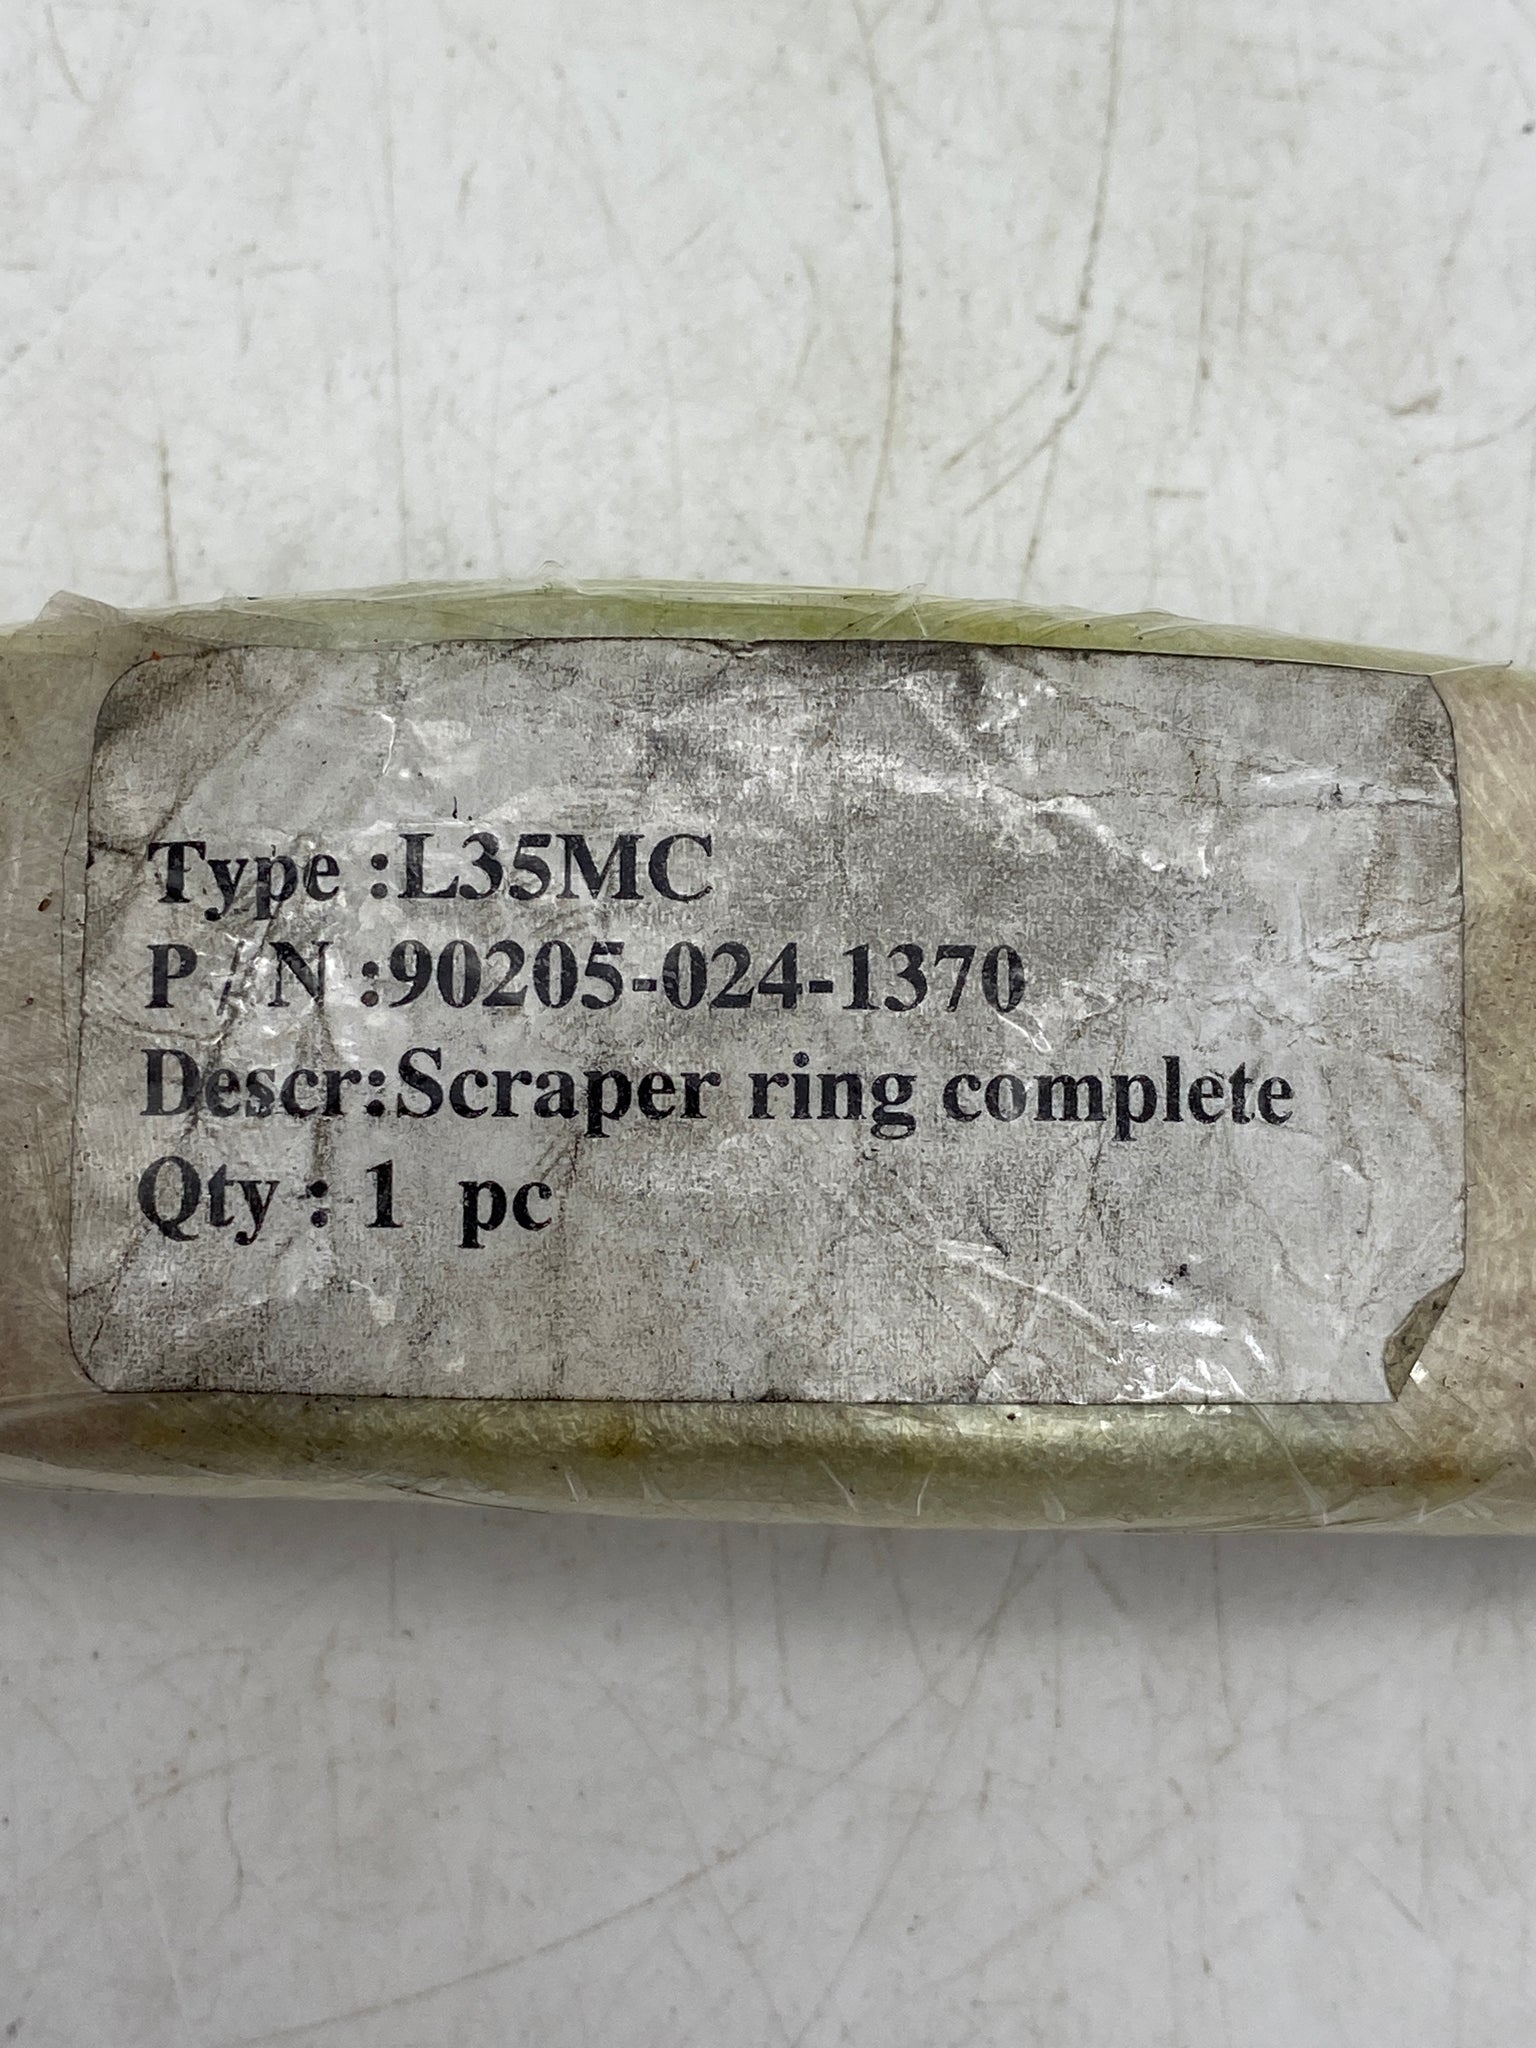 Type :L35MC
P / N :90205-024-1370
Descr:Scraper ring complete
Qty : 1 pc